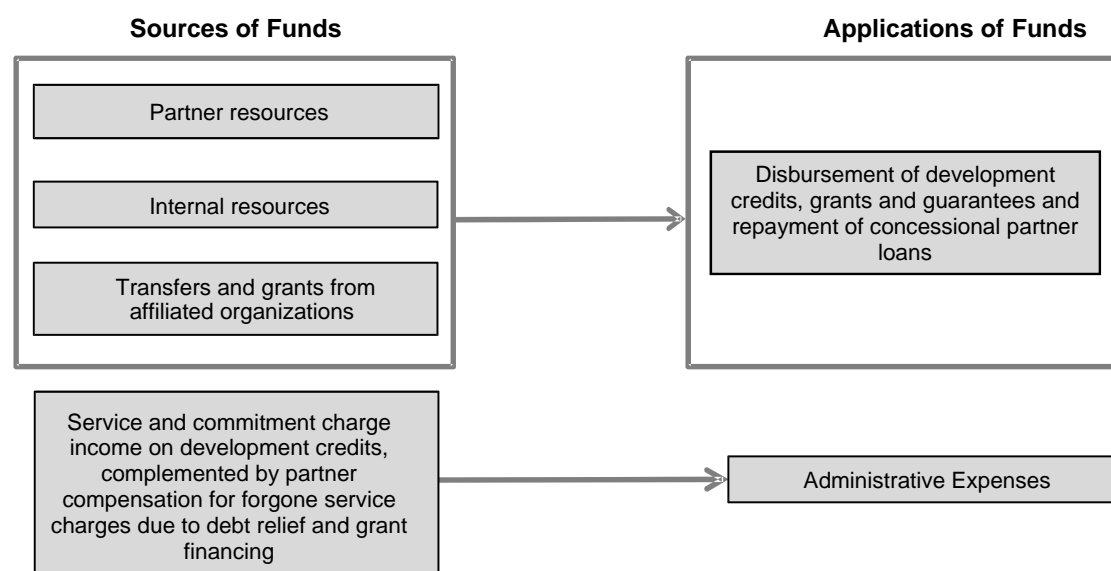 Sources of Funds
Applications of Funds
Partner resources
Internal resources
Transfers and grants from
affiliated organizations
Disbursement of development
credits, grants and guarantees and
repayment of concessional partner
loans
Service and commitment charge
income on development credits,
complemented by partner
compensation for forgone service
charges due to debt relief and grant
financing
Administrative Expenses